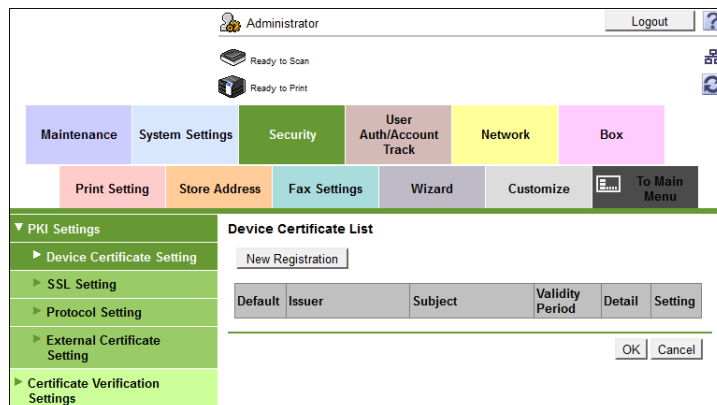 Administrator
Logout
?
Ready to Scan
Ready to Print
Maintenance
System Settings
Security
User
Auth/Account
Track
Network
Box
Print Setting
Store Address
Fax Settings
Wizard
Customize
To Main
Menu
PKI Settings
Device Certificate Setting
SSL Setting
Protocol Setting
External Certificate
Setting
Certificate Verification
Settings
Device Certificate List
New Registration
Default
Issuer
Subject
Validity
Period
Detail
Setting
OK
Cancel